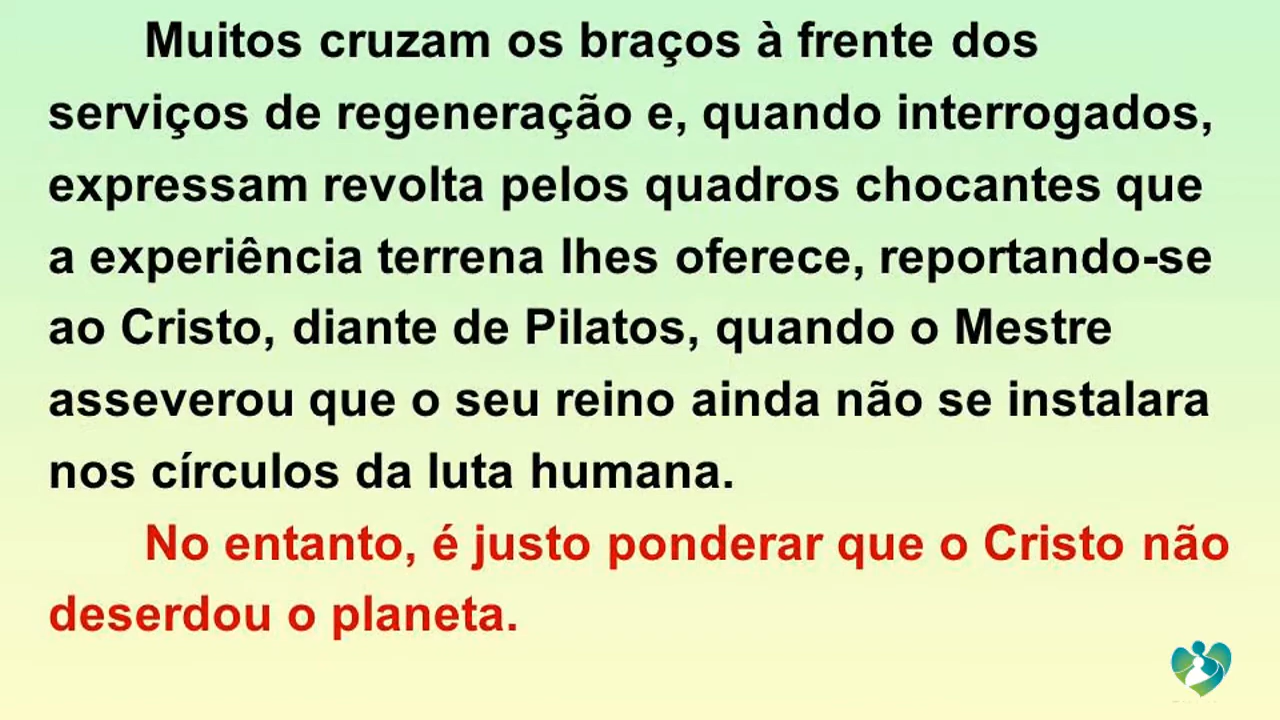 Muitos cruzam os braços à frente dos
serviços de regeneração e, quando interrogados,
expressam revolta pelos quadros chocantes que
a experiência terrena lhes oferece, reportando-se
ao Cristo, diante de Pilatos, quando o Mestre
asseverou que o seu reino ainda não se instalara
nos círculos da luta humana.
No entanto, é justo ponderar que o Cristo não
deserdou o planeta.